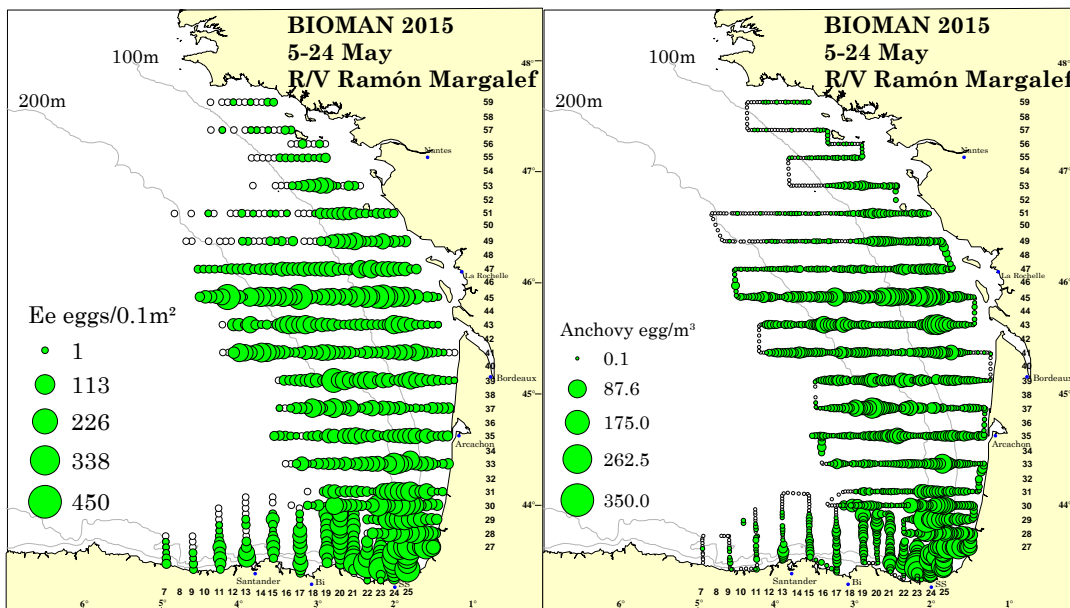 BIOMAN 2015
5-24 May
R/V Ramón Margalef
100m
200m
48°
47°
46°
45°
44°
59
58
57
56
55
54
53
52
51
50
49
48
47
46
45
44
43
42
41
40
39
38
37
36
35
34
33
32
31
30
29
28
27
Nantes
La Rochelle
Bordeaux
Arcachon
Ee eggs/0.1m²
1
113
226
338
450
Santander
Bi
SS
7 8 9 10 11 12 13 14 15 16 17 18 19 20 21 22 23 24 25
6° 5° 4° 3° 2° 1°
BIOMAN 2015
5-24 May
R/V Ramón Margalef
100m
200m
48°
47°
46°
45°
44°
59
58
57
56
55
54
53
52
51
50
49
48
47
46
45
44
43
42
41
40
39
38
37
36
35
34
33
32
31
30
29
28
27
Nantes
La Rochelle
Bordeaux
Arcachon
Anchovy egg/m³
0.1
87.6
175.0
262.5
350.0
Santander
Bi
SS
7 8 9 10 11 12 13 14 15 16 17 18 19 20 21 22 23 24 25
6° 5° 4° 3° 2° 1°